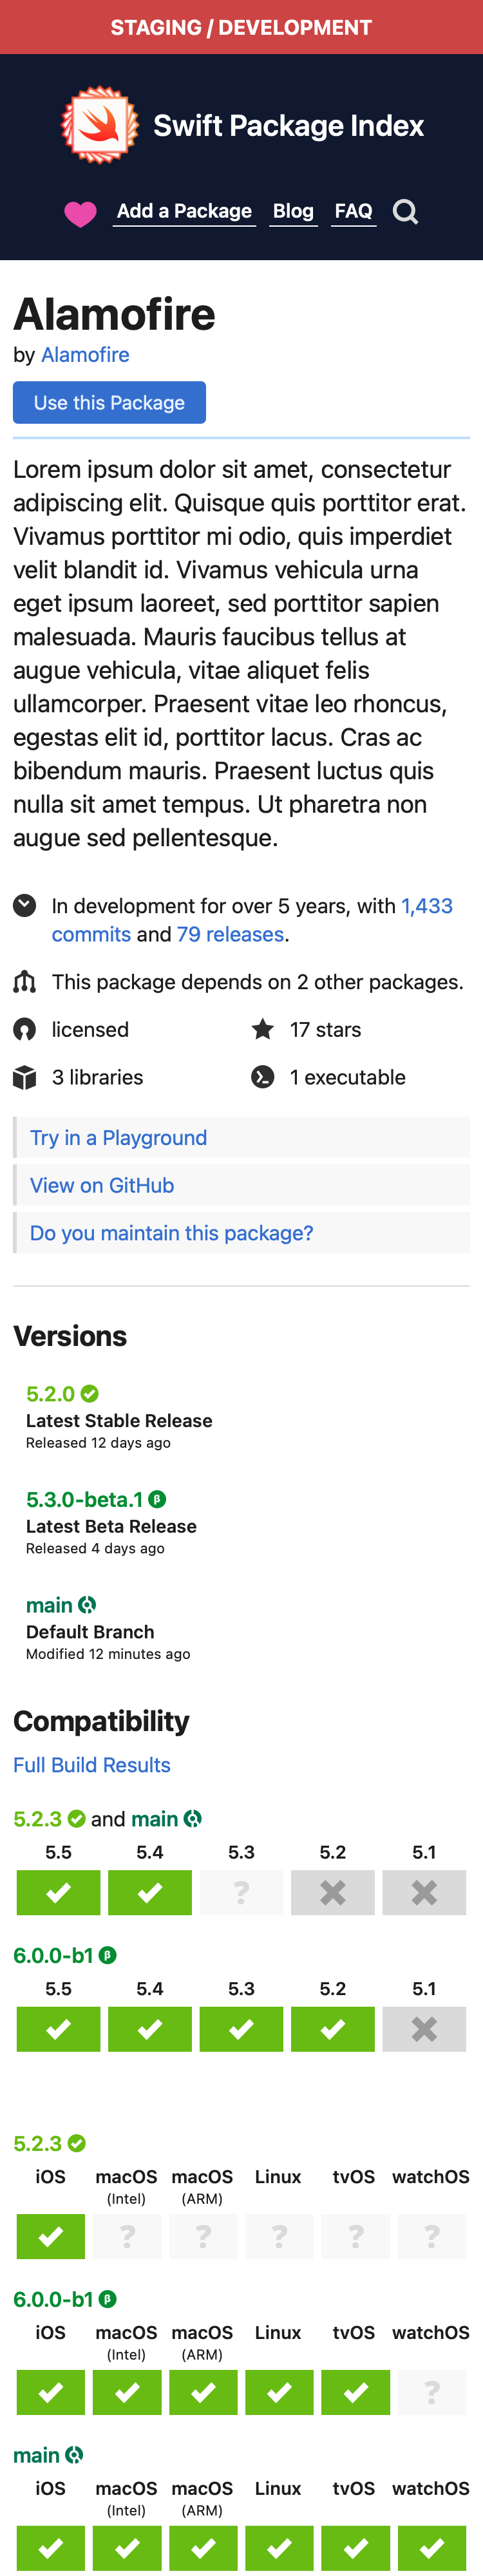 STAGING / DEVELOPMENT
Swift Package Index
Add a Package Blog FAQ
Alamofire
by Alamofire
Use this Package
Lorem ipsum dolor sit amet, consectetur
adipiscing elit. Quisque quis porttitor erat.
Vivamus porttitor mi odio, quis imperdiet
velit blandit id. Vivamus vehicula urna
eget ipsum laoreet, sed porttitor sapien
malesuada. Mauris faucibus tellus at
augue vehicula, vitae aliquet felis
ullamcorper. Praesent vitae leo rhoncus,
egestas elit id, porttitor lacus. Cras ac
bibendum mauris. Praesent luctus quis
nulla sit amet tempus. Ut pharetra non
augue sed pellentesque.
In development for over 5 years, with 1,433
commits and 79 releases.
This package depends on 2 other packages.
licensed 17 stars
3 libraries 1 executable
Try in a Playground
View on GitHub
Do you maintain this package?
Versions
5.2.0
Latest Stable Release
Released 12 days ago
5.3.0-beta.1 β
Latest Beta Release
Released 4 days ago
main
Default Branch
Modified 12 minutes ago
Compatibility
Full Build Results
5.2.3 and main
5.5 5.4 5.3 5.2 5.1
?
6.0.0-b1 β
5.5 5.4 5.3 5.2 5.1
5.2.3
iOS macOS macOS Linux tvOS watchOS
(Intel) (ARM)
? ? ? ? ?
6.0.0-b1 β
iOS macOS macOS Linux tvOS watchOS
(Intel) (ARM)
?
main
iOS macOS macOS Linux tvOS watchOS
(Intel) (ARM)